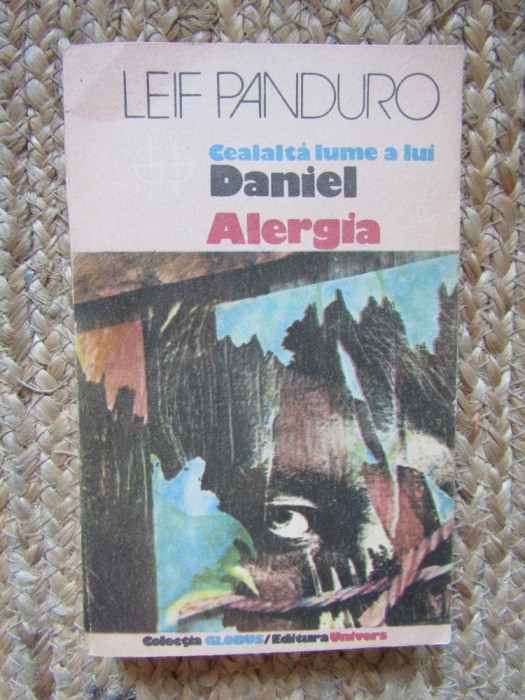 LEIF PANDURO
Cealaltă lume a lui
Daniel
Alergia
Colecția GLOBUS/Editura Univers